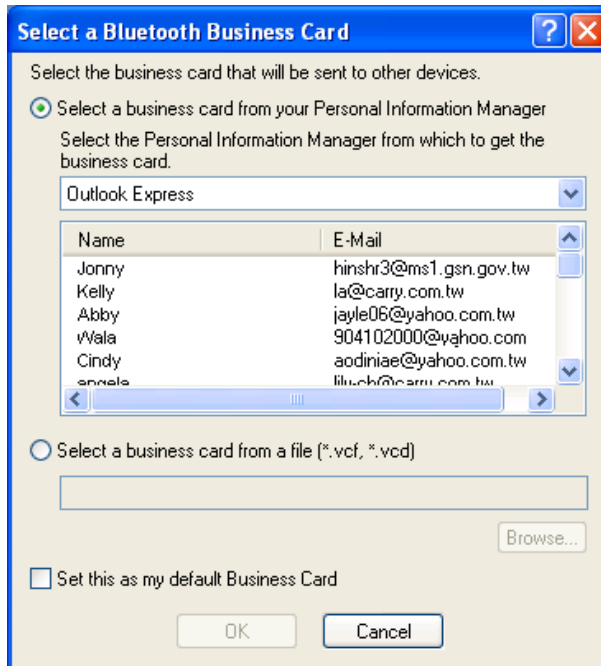 Select a Bluetooth Business Card
Select the business card that will be sent to other devices.
Select a business card from your Personal Information Manager
Select the Personal Information Manager from which to get the
business card.
Outlook Express
Name E-Mail
Jonny hinshr3@ms1.gsn.gov.tw
Kelly la@carry.com.tw
Abby jayle06@yahoo.com.tw
Wala 904102000@yahoo.com
Cindy aodiniae@yahoo.com.tw
angela
Select a business card from a file (*.vcf, *.vcd)
Browse...
Set this as my default Business Card
OK Cancel